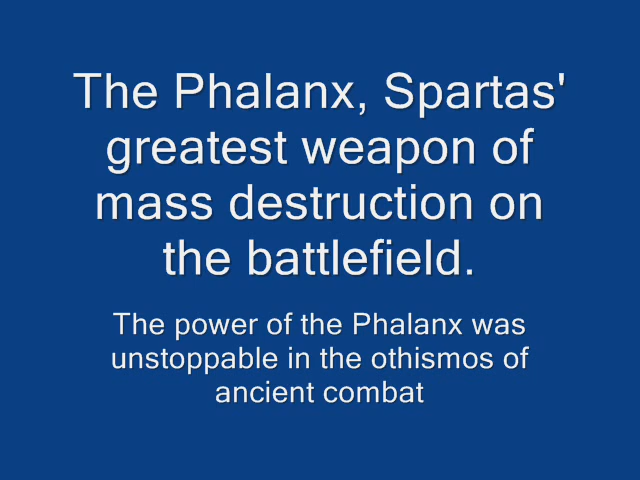 The Phalanx, Spartas'
greatest weapon of
mass destruction on
the battlefield.
The power of the Phalanx was
unstoppable in the othismos of
ancient combat